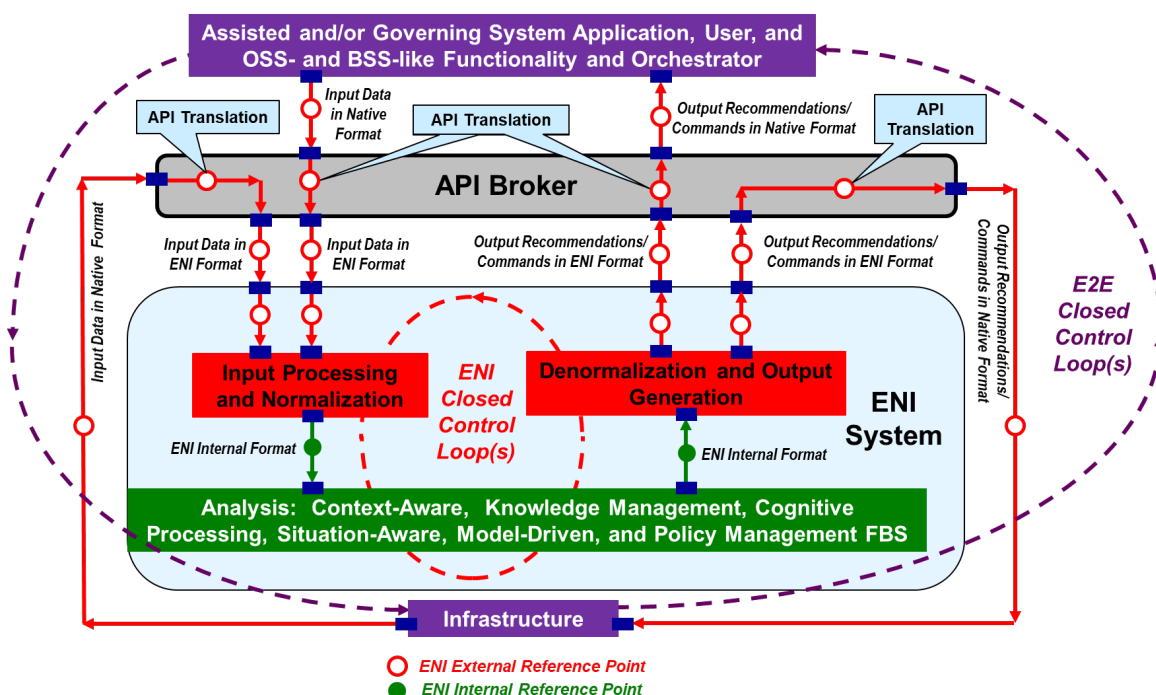 Assisted and/or Governing System Application, User, and
OSS- and BSS-like Functionality and Orchestrator
Input Data
in Native
Format
Output Recommendations/
Commands in Native Format
API Translation
API Translation
API
Translation
API Broker
Input Data in
ENI Format
Input Data in
ENI Format
Output Recommendations/
Commands in ENI Format
Output Recommendations/
Commands in ENI Format
Input Data in Native Format
Output Recommendations/
Commands in Native Format
E2E
Closed
Control
Loop(s)
Input Processing
and Normalization
ENI
Closed
Control
Loop(s)
Denormalization and Output
Generation
ENI
System
ENI Internal Format
ENI Internal Format
Analysis: Context-Aware, Knowledge Management, Cognitive
Processing, Situation-Aware, Model-Driven, and Policy Management FBS
Infrastructure
ENI External Reference Point
ENI Internal Reference Point